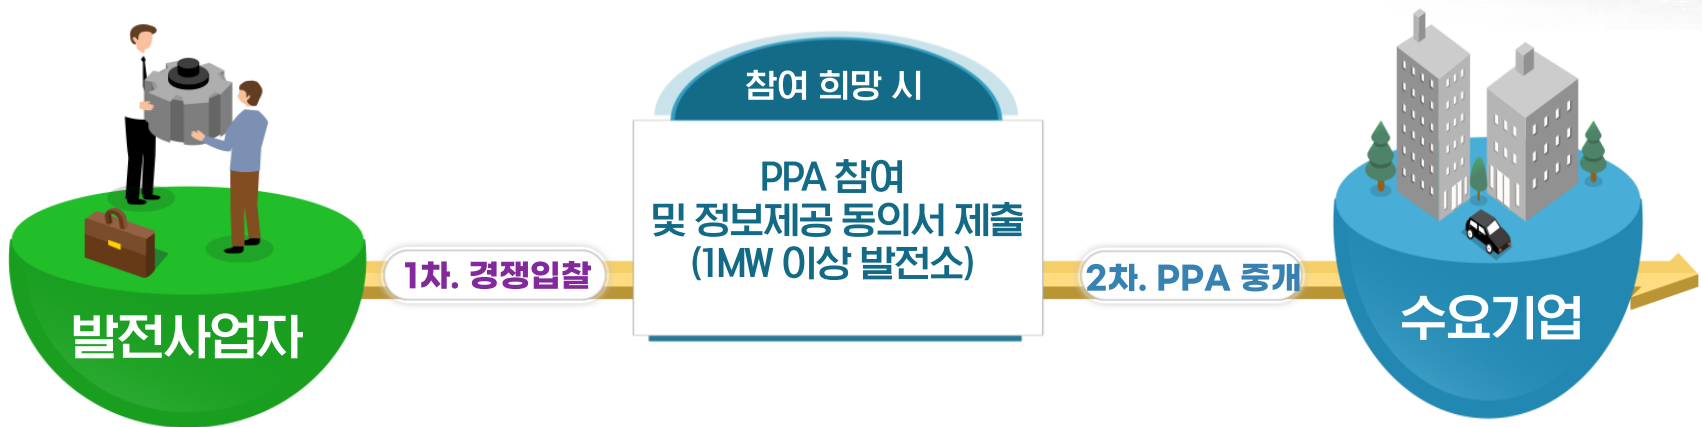 발전사업자
1차. 경쟁입찰
참여 희망 시
PPA 참여
및 정보제공 동의서 제출
(1MW 이상 발전소)
2차. PPA 중개
수요기업